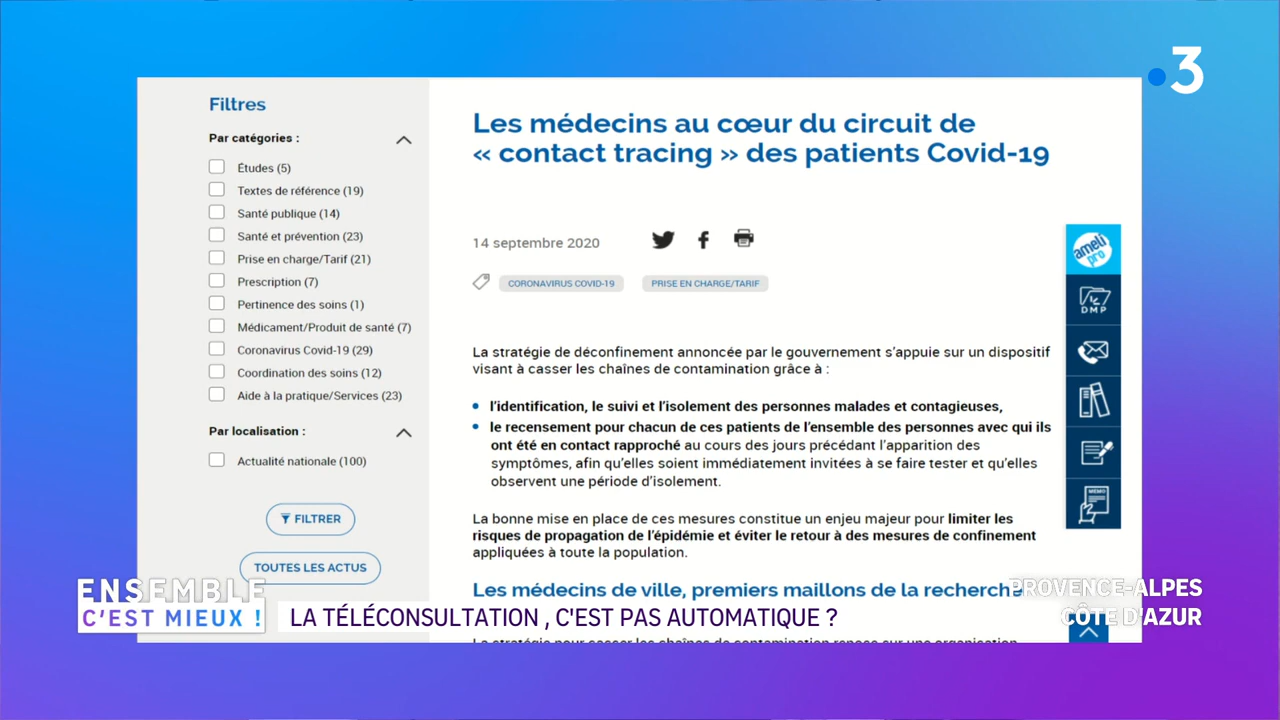 3
Filtres
Par catégories :
Études (5)
Textes de référence (19)
Santé publique (14)
Santé et prévention (23)
Prise en charge/Tarif (21)
Prescription (7)
Pertinence des soins (1)
Médicament/Produit de santé (7)
Coronavirus Covid-19 (29)
Coordination des soins (12)
Aide à la pratique/Services (23)
Par localisation :
Actualité nationale (100)
FILTRER
TOUTES LES ACTUS
Les médecins au cœur du circuit de
« contact tracing » des patients Covid-19
14 septembre 2020
CORONAVIRUS COVID-19
PRISE EN CHARGE/TARIF
La stratégie de déconfinement annoncée par le gouvernement s'appuie sur un dispositif
visant à casser les chaînes de contamination grâce à :
l'identification, le suivi et l'isolement des personnes malades et contagieuses,
le recensement pour chacun de ces patients de l'ensemble des personnes avec qui ils
ont été en contact rapproché au cours des jours précédant l'apparition des
symptômes, afin qu'elles soient immédiatement invitées à se faire tester et qu'elles
observent une période d'isolement.
La bonne mise en place de ces mesures constitue un enjeu majeur pour limiter les
risques de propagation de l'épidémie et éviter le retour à des mesures de confinement
appliquées à toute la population.
Les médecins de ville, premiers maillons de la recherche
ameli
pro
DMP
MEMO
ENSEMBLE
C'EST MIEUX !
LA TÉLÉCONSULTATION , C'EST PAS AUTOMATIQUE ?
PROVENCE-ALPES
CÔTE D'AZUR